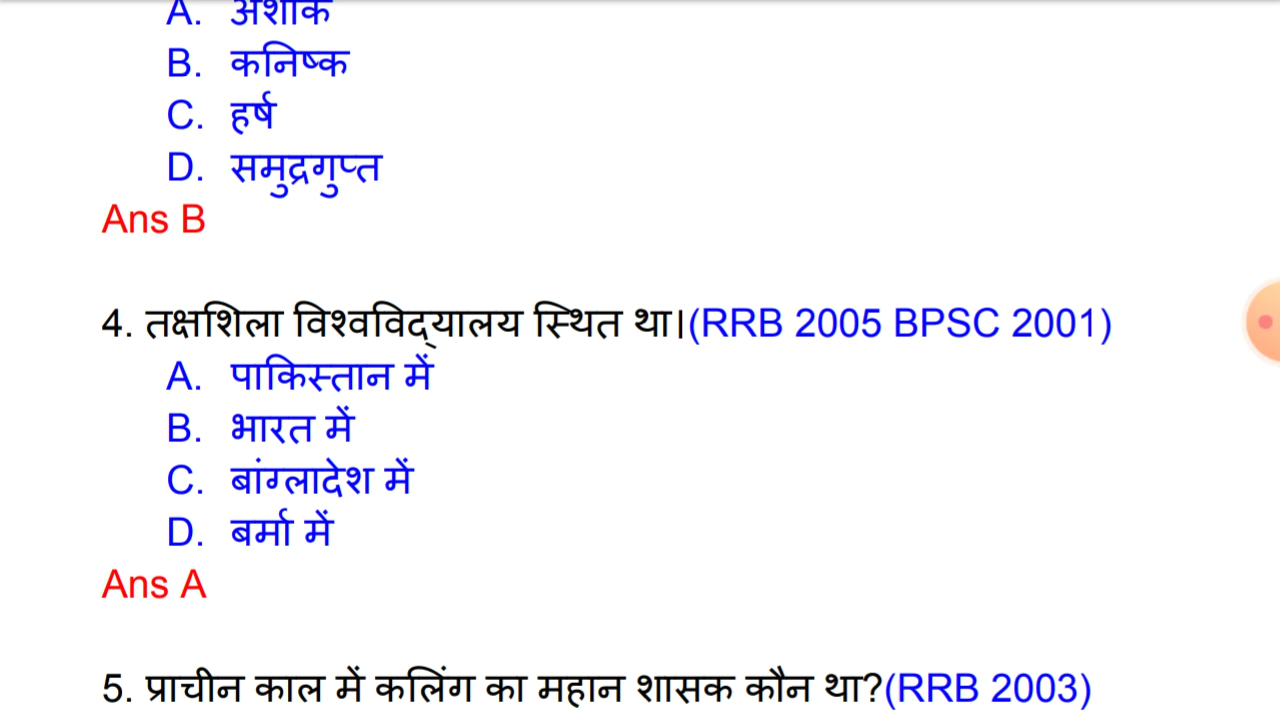 A. अशोक
B. कनिष्क
C. हर्ष
D. समुद्रगुप्त
Ans B
4. तक्षशिला विश्वविद्यालय स्थित था।(RRB 2005 BPSC 2001)
A. पाकिस्तान में
B. भारत में
C. बांग्लादेश में
D. बर्मा में
Ans A
5. प्राचीन काल में कलिंग का महान शासक कौन था?(RRB 2003)